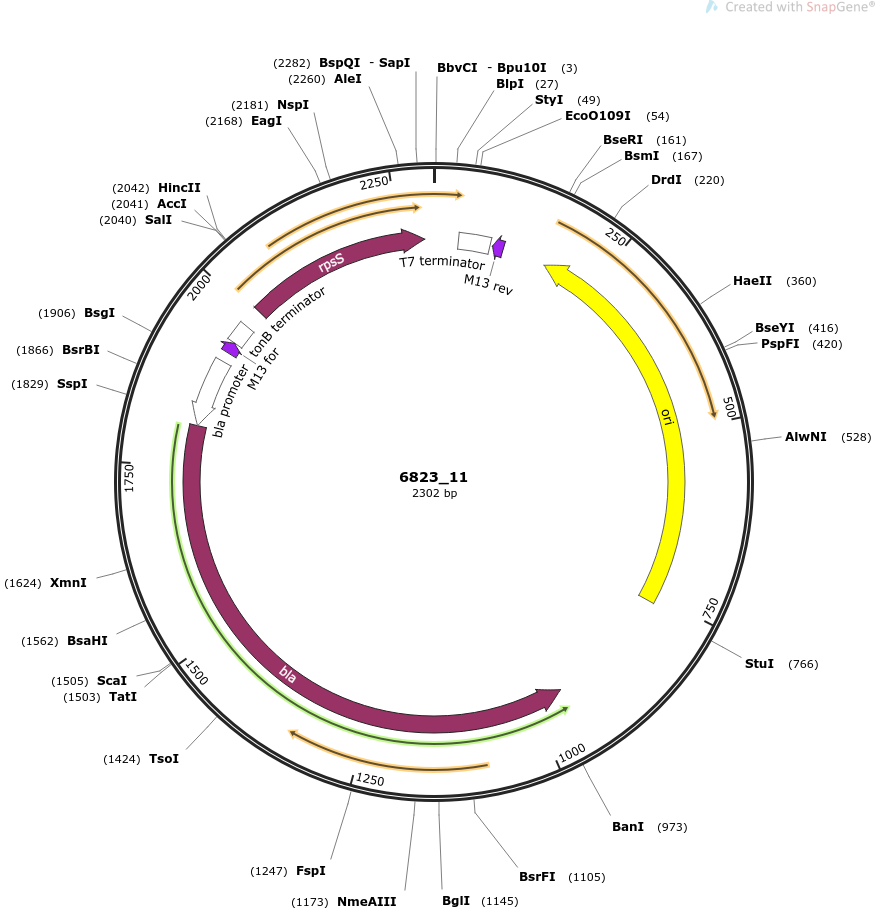 Created with SnapGene®
(2282) BspQI - SapI
(2260) AleI
(2181) NspI
(2168) EagI
(2042) HincII
(2041) AccI
(2040) SalI
(1906) BsgI
(1866) BsrBI
(1829) SspI
(1624) XmnI
(1562) BsaHI
(1505) ScaI
(1503) TatI
(1424) TsoI
(1247) FspI
(1173) NmeAIII
BbvCI - Bpu10I (3)
BlpI (27)
StyI (49)
EcoO109I (54)
BseRI (161)
BsmI (167)
DrdI (220)
HaeII (360)
BseYI (416)
PspFI (420)
AlwNI (528)
StuI (766)
BanI (973)
BsrFI (1105)
BglI (1145)
250
500
750
1000
1250
1500
1750
2000
2250
rpsS
T7 terminator
M13 rev
tonB terminator
M13 for
bla promoter
ori
bla
6823_11
2302 bp